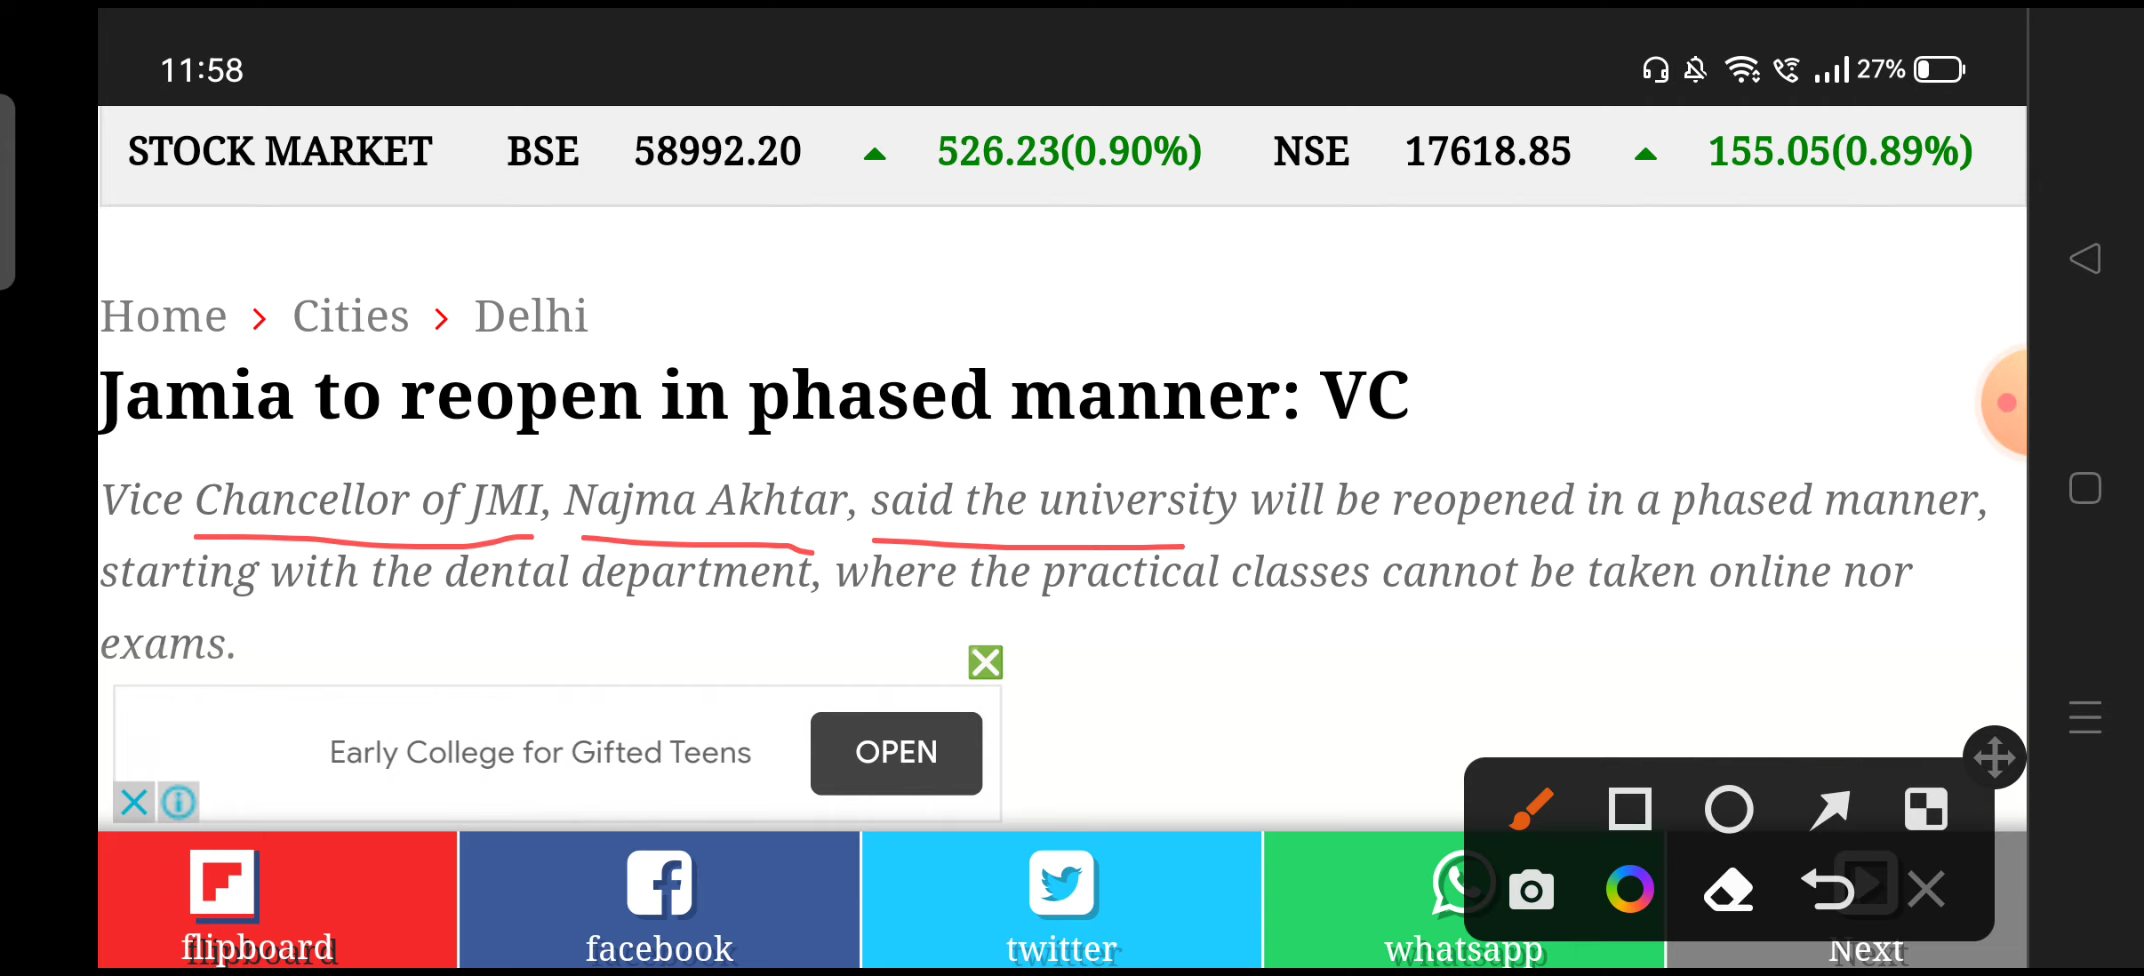 11:58
27%
STOCK MARKET BSE 58992.20 526.23(0.90%) NSE 17618.85 155.05(0.89%)
Home > Cities > Delhi
Jamia to reopen in phased manner: VC
Vice Chancellor of JMI, Najma Akhtar, said the university will be reopened in a phased manner,
starting with the dental department, where the practical classes cannot be taken online nor
exams.
Early College for Gifted Teens
OPEN
flipboard
facebook
twitter
whatsapp
Next